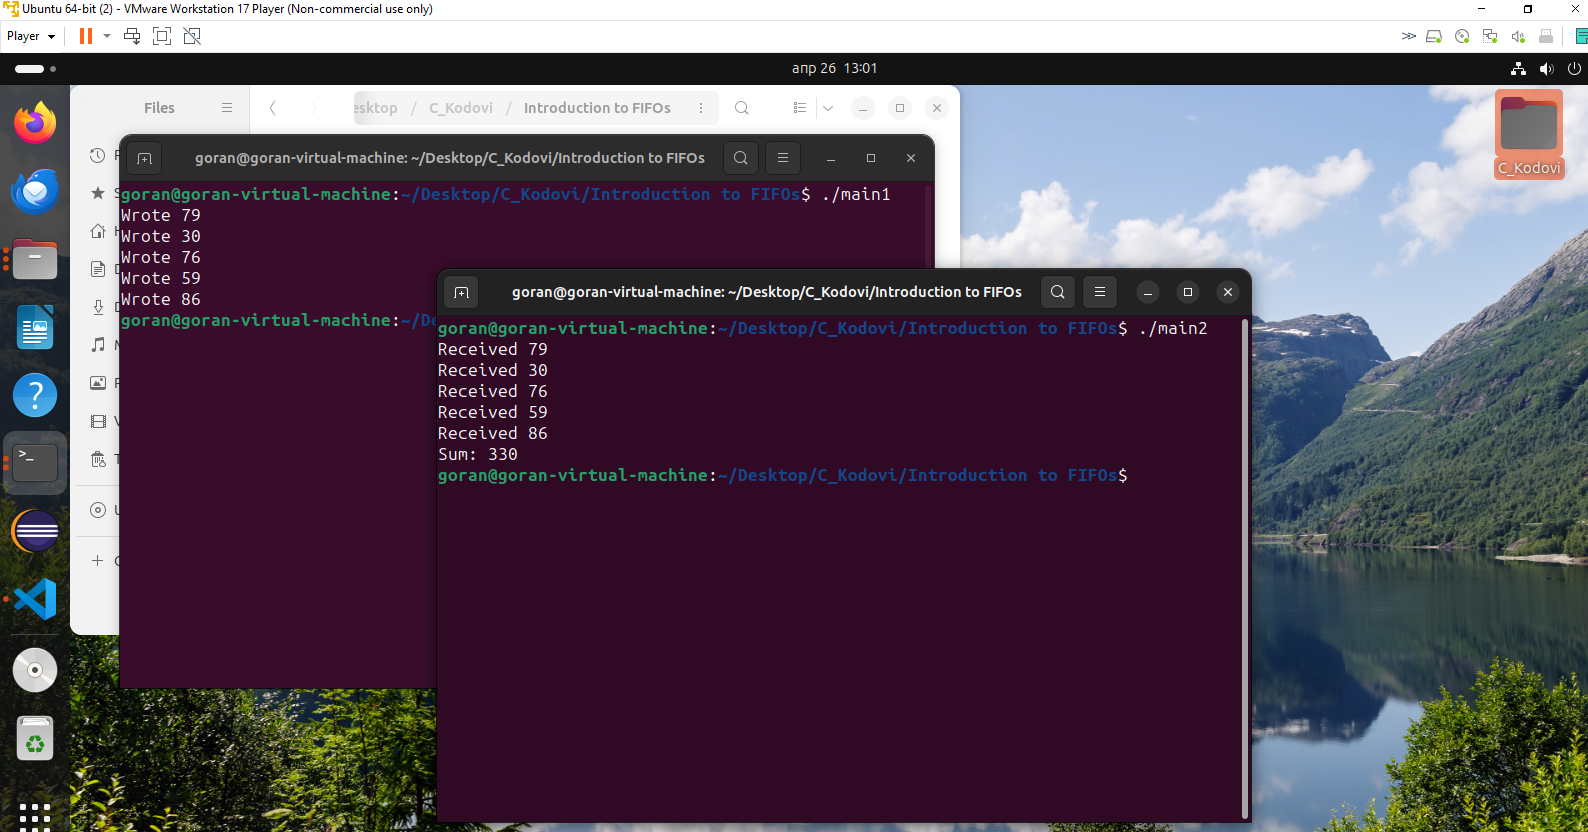 Ubuntu 64-bit (2) - VMware Workstation 17 Player (Non-commercial use only)
Player
апр 26 13:01
Files
esktop / C_Kodovi / Introduction to FIFOs
C_Kodovi
goran@goran-virtual-machine: ~/Desktop/C_Kodovi/Introduction to FIFOs
goran@goran-virtual-machine:~/Desktop/C_Kodovi/Introduction to FIFOs$ ./main1
Wrote 79
Wrote 30
Wrote 76
Wrote 59
Wrote 86
goran@goran-virtual-machine:~/D
goran@goran-virtual-machine: ~/Desktop/C_Kodovi/Introduction to FIFOs
goran@goran-virtual-machine:~/Desktop/C_Kodovi/Introduction to FIFOs$ ./main2
Received 79
Received 30
Received 76
Received 59
Received 86
Sum: 330
goran@goran-virtual-machine:~/Desktop/C_Kodovi/Introduction to FIFOs$